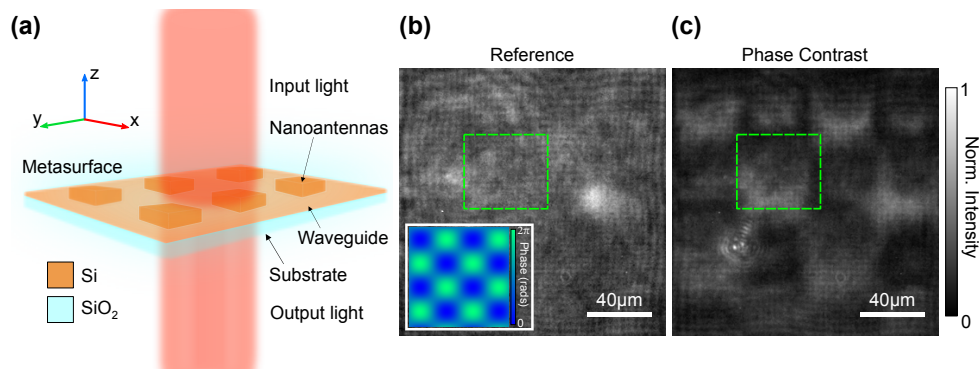 (a)
z
y
x
Input light
Nanoantennas
Metasurface
Waveguide
Substrate
Output light
Si
SiO₂
(b)
Reference
2π
Phase (rads)
0
40μm
(c)
Phase Contrast
40μm
1
Norm. Intensity
0